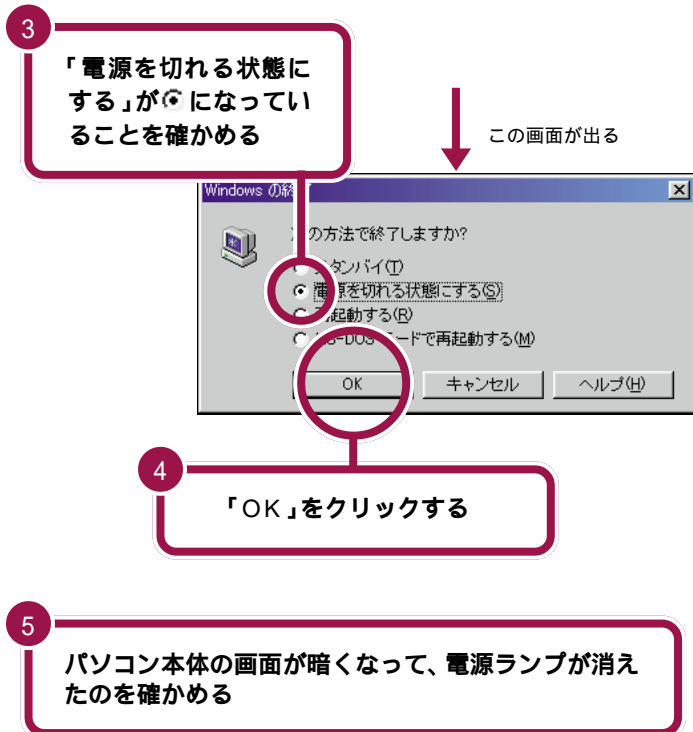 3
「電源を切れる状態に
する」が になってい
ることを確かめる
この画面が出る
Windows の終
の方法で終了しますか?
タンバイ(T)
電源を切れる状態にする(S)
再起動する(R)
MS-DOS モードで再起動する(M)
OK キャンセル ヘルプ(H)
4
「OK」をクリックする
5
パソコン本体の画面が暗くなって、電源ランプが消え
たのを確かめる